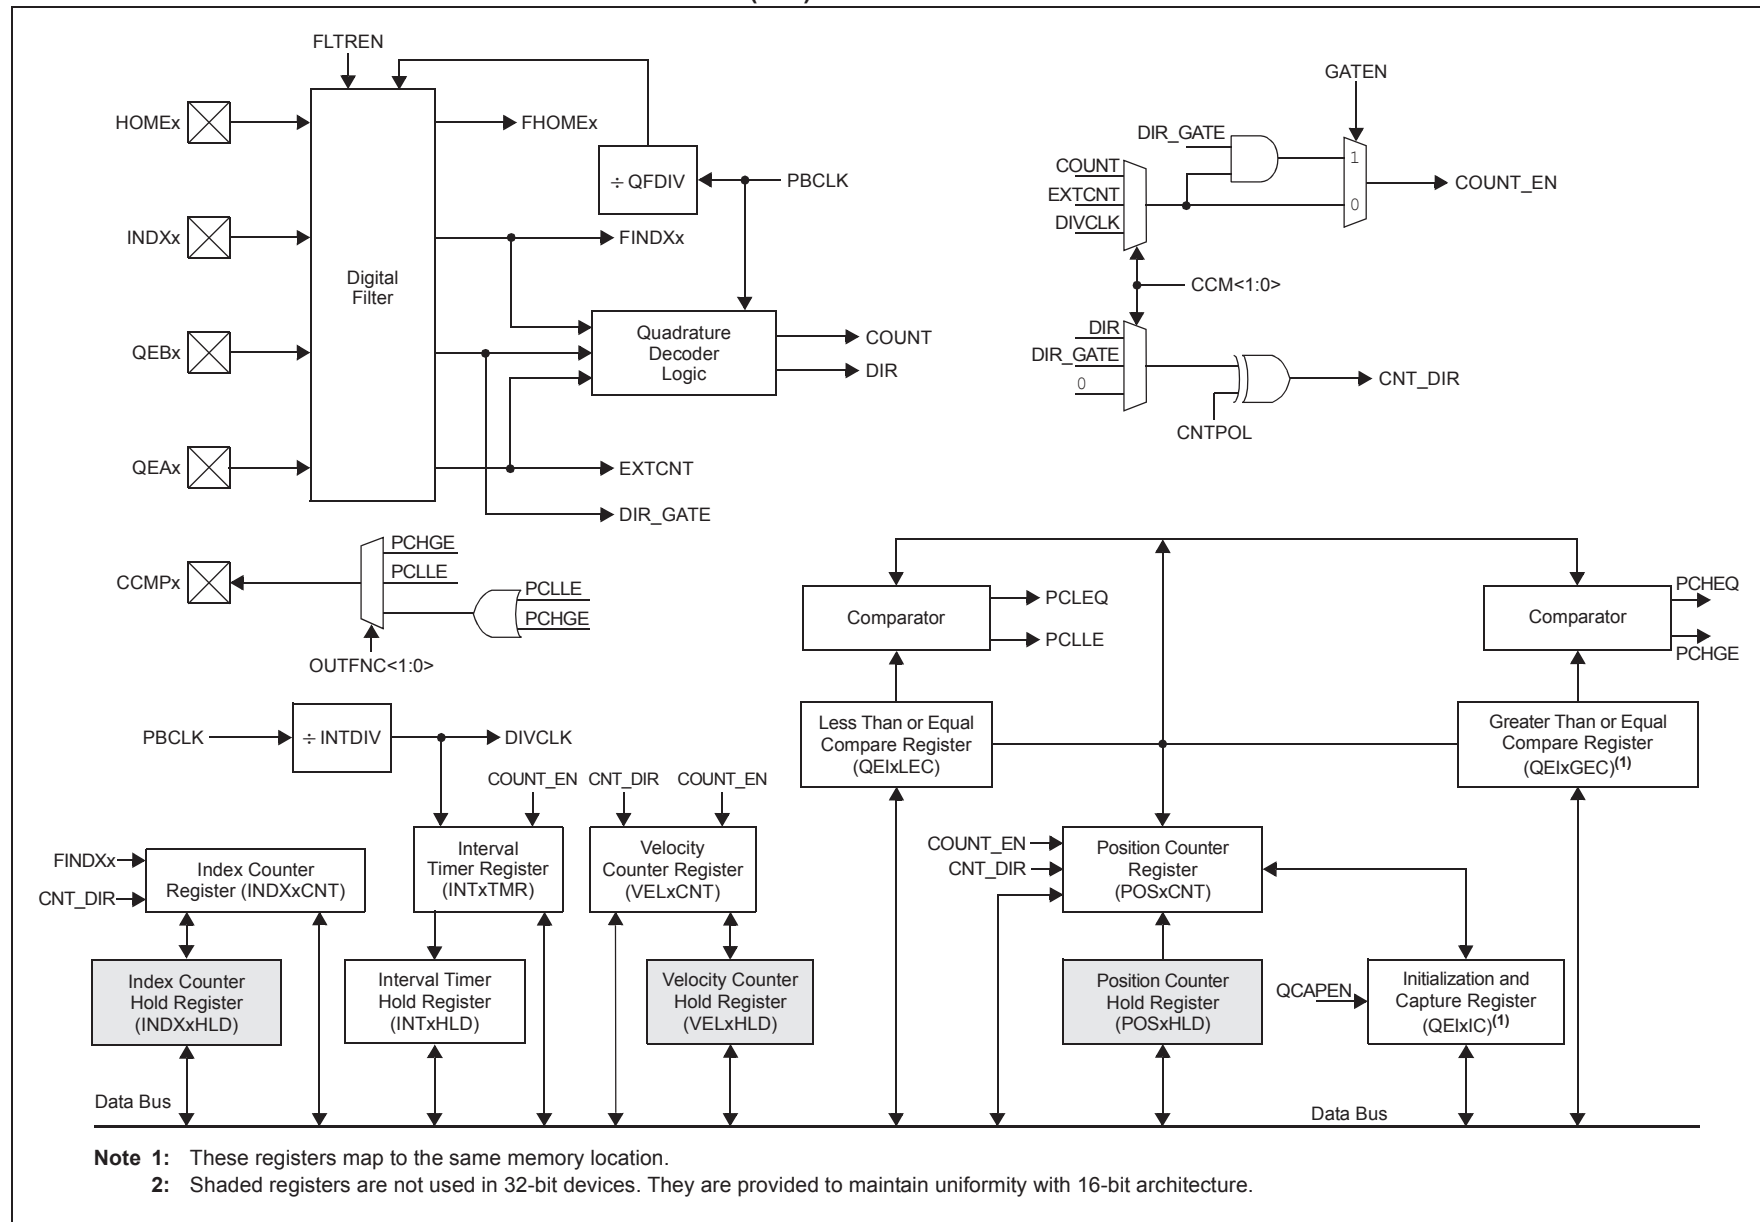 FLTREN
HOMEx
FHOMEx
÷ QFDIV
PBCLK
INDXx
FINDXx
Digital
Filter
QEBx
Quadrature
Decoder
Logic
COUNT
DIR
QEAx
EXTCNT
DIR_GATE
GATEN
DIR_GATE
COUNT
EXTCNT
DIVCLK
1
0
COUNT_EN
CCM<1:0>
DIR
DIR_GATE
0
CNT_DIR
CNTPOL
CCMPx
PCHGE
PCLLE
PCLLE
PCHGE
OUTFNC<1:0>
PBCLK
÷ INTDIV
DIVCLK
COUNT_EN
CNT_DIR
COUNT_EN
FINDXx
CNT_DIR
Index Counter
Register (INDXxCNT)
Interval
Timer Register
(INTxTMR)
Velocity
Counter Register
(VELxCNT)
Index Counter
Hold Register
(INDXxHLD)
Interval Timer
Hold Register
(INTxHLD)
Velocity Counter
Hold Register
(VELxHLD)
Comparator
PCLEQ
PCLLE
Comparator
PCHEQ
PCHGE
Less Than or Equal
Compare Register
(QEIxLEC)
Greater Than or Equal
Compare Register
(QEIxGEC)(1)
COUNT_EN
CNT_DIR
Position Counter
Register
(POSxCNT)
Position Counter
Hold Register
(POSxHLD)
QCAPEN
Initialization and
Capture Register
(QEIxIC)(1)
Data Bus
Data Bus
Note 1: These registers map to the same memory location.
2: Shaded registers are not used in 32-bit devices. They are provided to maintain uniformity with 16-bit architecture.